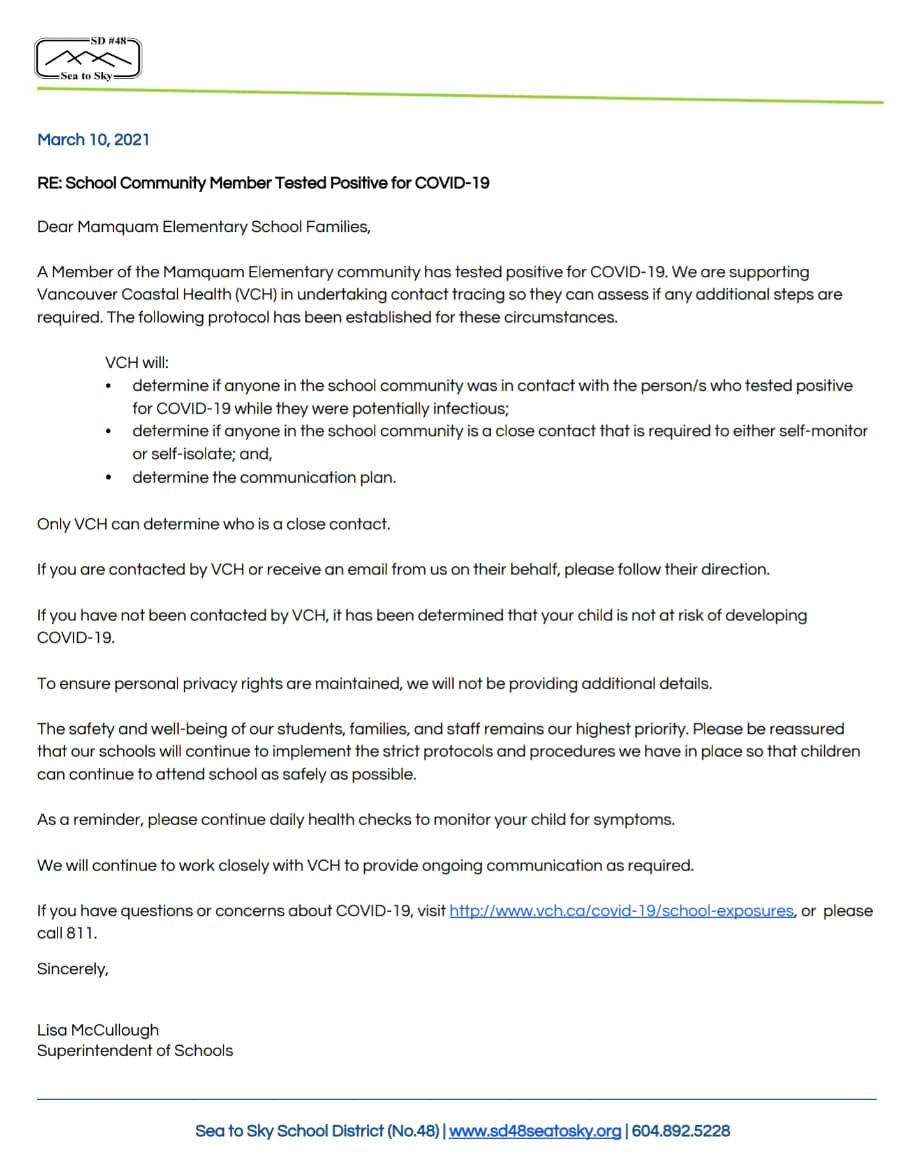 SD #48
Sea to Sky
March 10, 2021
RE: School Community Member Tested Positive for COVID-19
Dear Mamquam Elementary School Families,
A Member of the Mamquam Elementary community has tested positive for COVID-19. We are supporting
Vancouver Coastal Health (VCH) in undertaking contact tracing so they can assess if any additional steps are
required. The following protocol has been established for these circumstances.
VCH will:
• determine if anyone in the school community was in contact with the person/s who tested positive
for COVID-19 while they were potentially infectious;
• determine if anyone in the school community is a close contact that is required to either self-monitor
or self-isolate; and,
• determine the communication plan.
Only VCH can determine who is a close contact.
If you are contacted by VCH or receive an email from us on their behalf, please follow their direction.
If you have not been contacted by VCH, it has been determined that your child is not at risk of developing
COVID-19.
To ensure personal privacy rights are maintained, we will not be providing additional details.
The safety and well-being of our students, families, and staff remains our highest priority. Please be reassured
that our schools will continue to implement the strict protocols and procedures we have in place so that children
can continue to attend school as safely as possible.
As a reminder, please continue daily health checks to monitor your child for symptoms.
We will continue to work closely with VCH to provide ongoing communication as required.
If you have questions or concerns about COVID-19, visit http://www.vch.ca/covid-19/school-exposures, or please
call 811.
Sincerely,
Lisa McCullough
Superintendent of Schools
Sea to Sky School District (No.48) | www.sd48seatosky.org | 604.892.5228